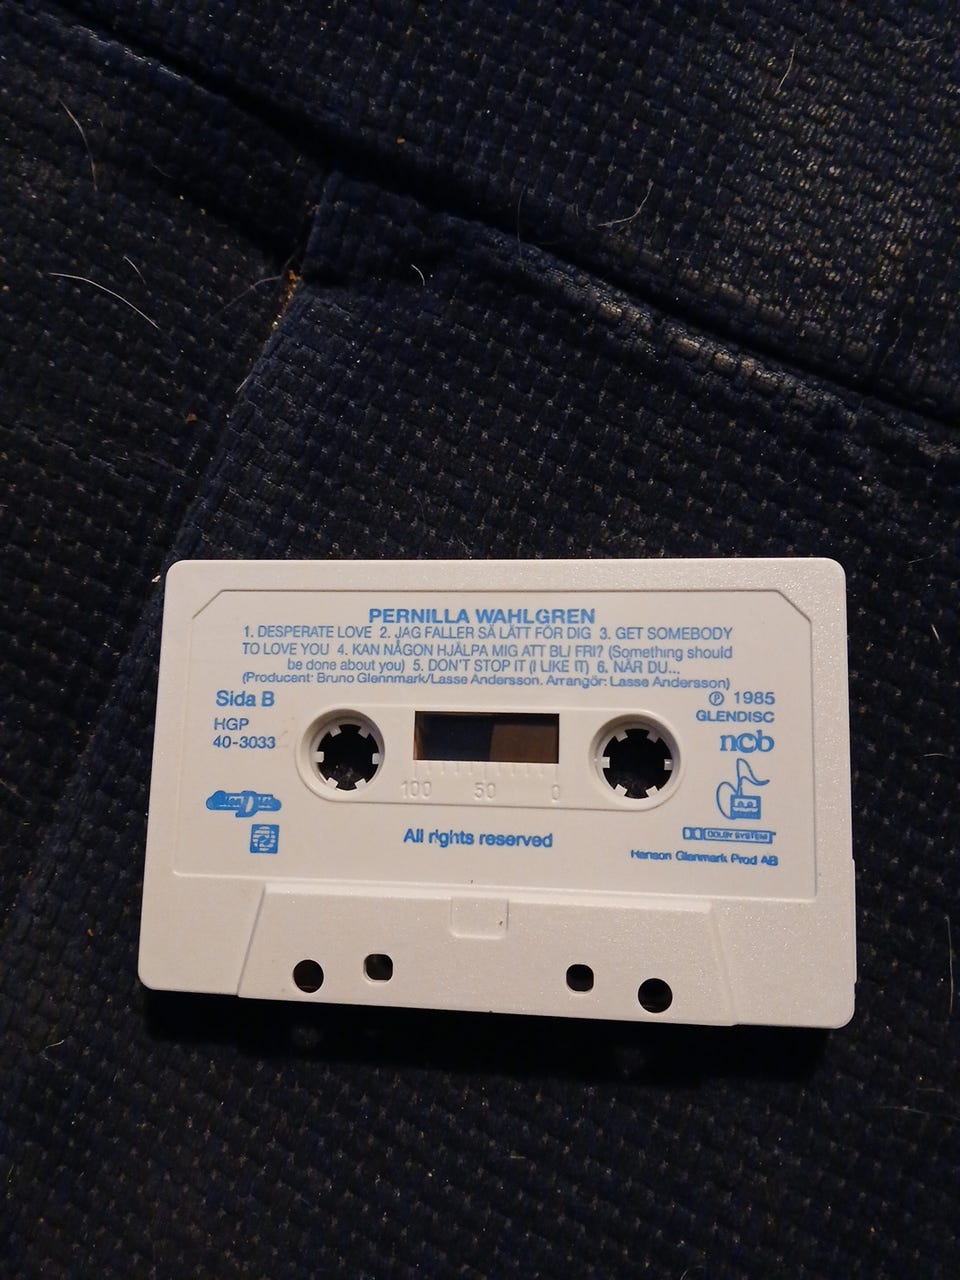 PERNILLA WAHLGREN
1. DESPERATE LOVE 2. JAG FALLER SÅ LÄTT FÖR DIG 3. GET SOMEBODY
TO LOVE YOU 4. KAN NÅGON HJÄLPA MIG ATT BLI FRI? (Something should
be done about you) 5. DON'T STOP IT (I LIKE IT) 6. NÄR DU...
(Producent: Bruno Glennmark/Lasse Andersson. Arrangör: Lasse Andersson)
Sida B
HGP
40-3033
℗ 1985
GLENDISC
ncb
100 50 0
All rights reserved
DOLBY SYSTEM
Hanson Glenmark Prod AB